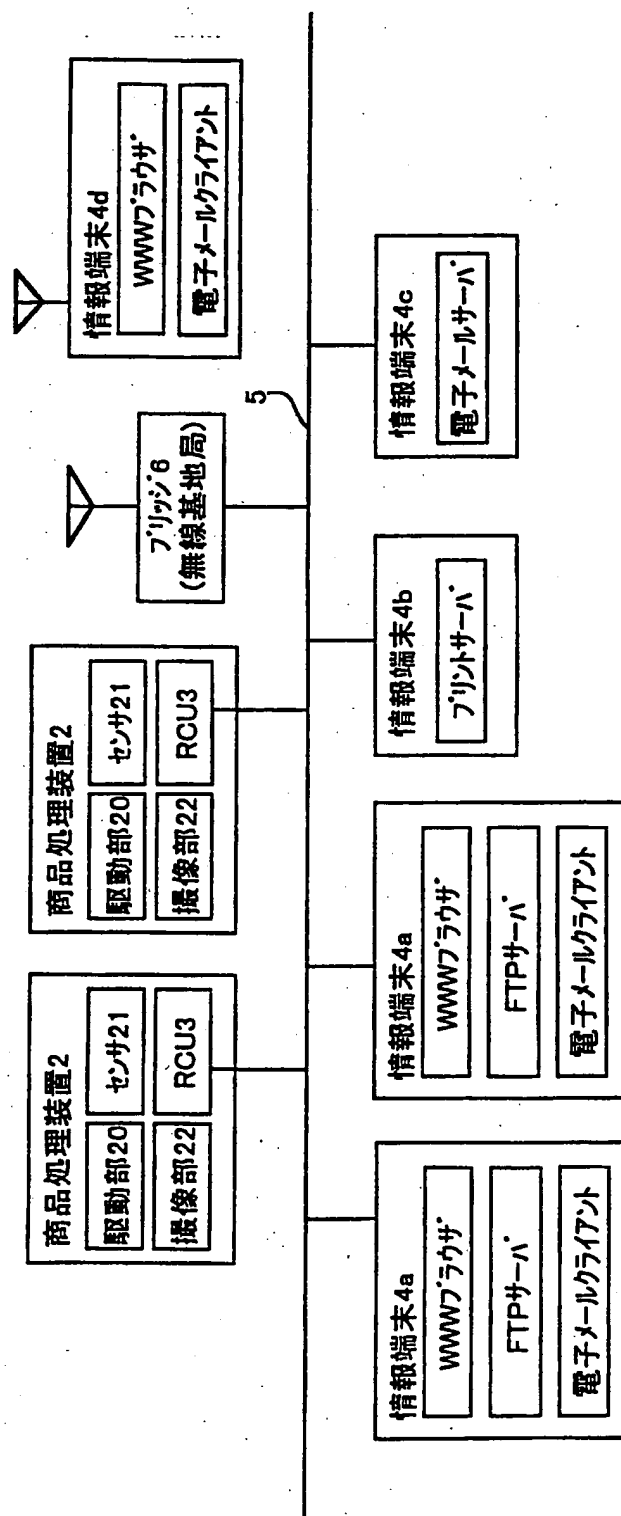 商品処理装置2
駆動部20
センサ21
撮像部22
RCU3
商品処理装置2
駆動部20
センサ21
撮像部22
RCU3
ブリッジ6
(無線基地局)
情報端末4d
WWWブラウザ
電子メールクライアント
5
情報端末4a
WWWブラウザ
FTPサーバ
電子メールクライアント
情報端末4a
WWWブラウザ
FTPサーバ
電子メールクライアント
情報端末4b
プリントサーバ
情報端末4c
電子メールサーバ